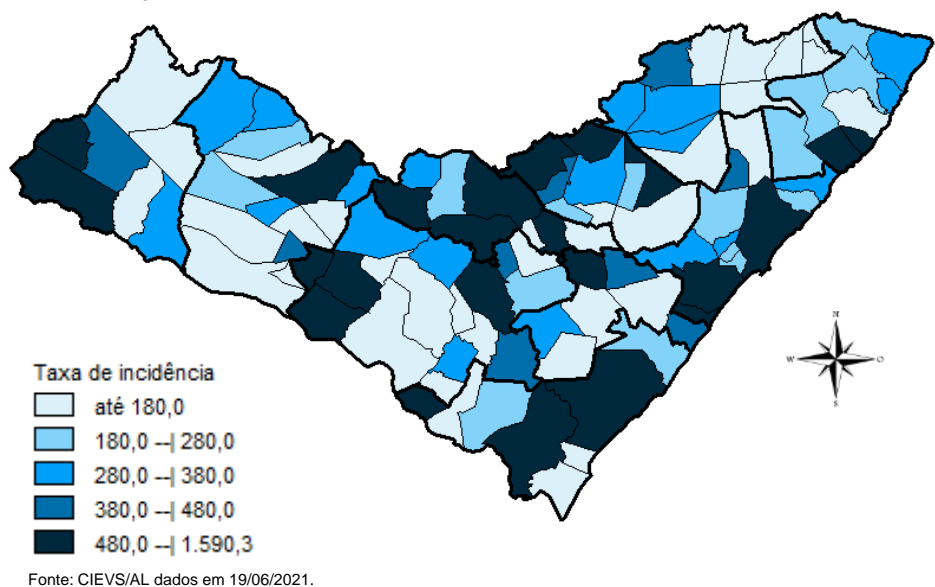 N
W
O
S
Taxa de incidência
até 180,0
180,0 --| 280,0
280,0 --| 380,0
380,0 --| 480,0
480,0 --| 1.590,3
Fonte: CIEVS/AL dados em 19/06/2021.